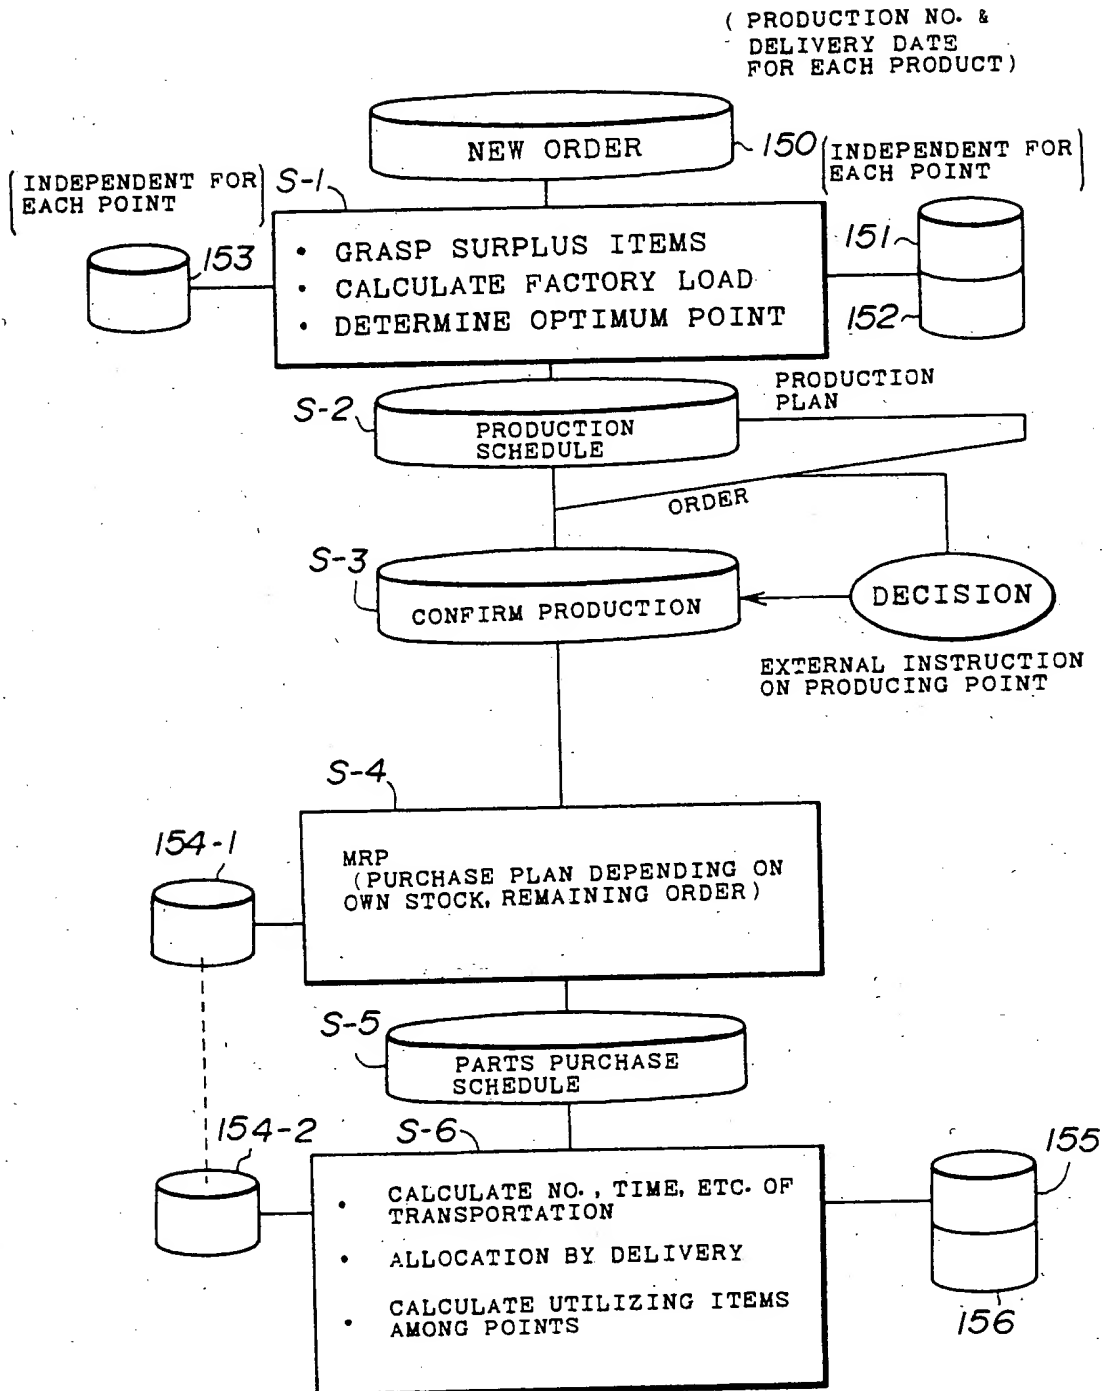 ( PRODUCTION NO. &
DELIVERY DATE
FOR EACH PRODUCT)
NEW ORDER
150
(INDEPENDENT FOR
EACH POINT)
S-1
(INDEPENDENT FOR
EACH POINT)
153
• GRASP SURPLUS ITEMS
• CALCULATE FACTORY LOAD
• DETERMINE OPTIMUM POINT
151
152
S-2
PRODUCTION
SCHEDULE
PRODUCTION
PLAN
ORDER
S-3
CONFIRM PRODUCTION
DECISION
EXTERNAL INSTRUCTION
ON PRODUCING POINT
S-4
154-1
MRP
(PURCHASE PLAN DEPENDING ON
OWN STOCK, REMAINING ORDER)
S-5
PARTS PURCHASE
SCHEDULE
154-2
S-6
155
• CALCULATE NO., TIME, ETC. OF
TRANSPORTATION
• ALLOCATION BY DELIVERY
• CALCULATE UTILIZING ITEMS
AMONG POINTS
156